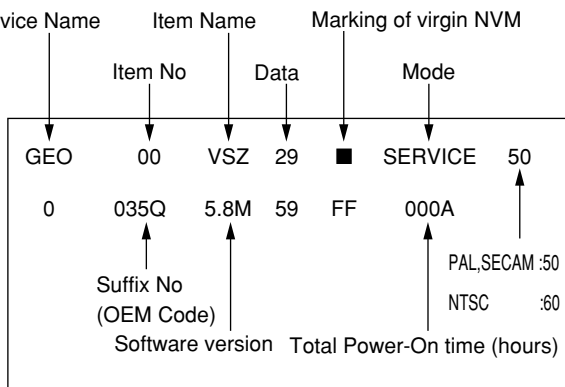 vice Name Item Name Marking of virgin NVM
Item No Data Mode
GEO 00 VSZ 29 ■ SERVICE 50
0 035Q 5.8M 59 FF 000A
PAL,SECAM :50
Suffix No
(OEM Code)
NTSC :60
Software version Total Power-On time (hours)